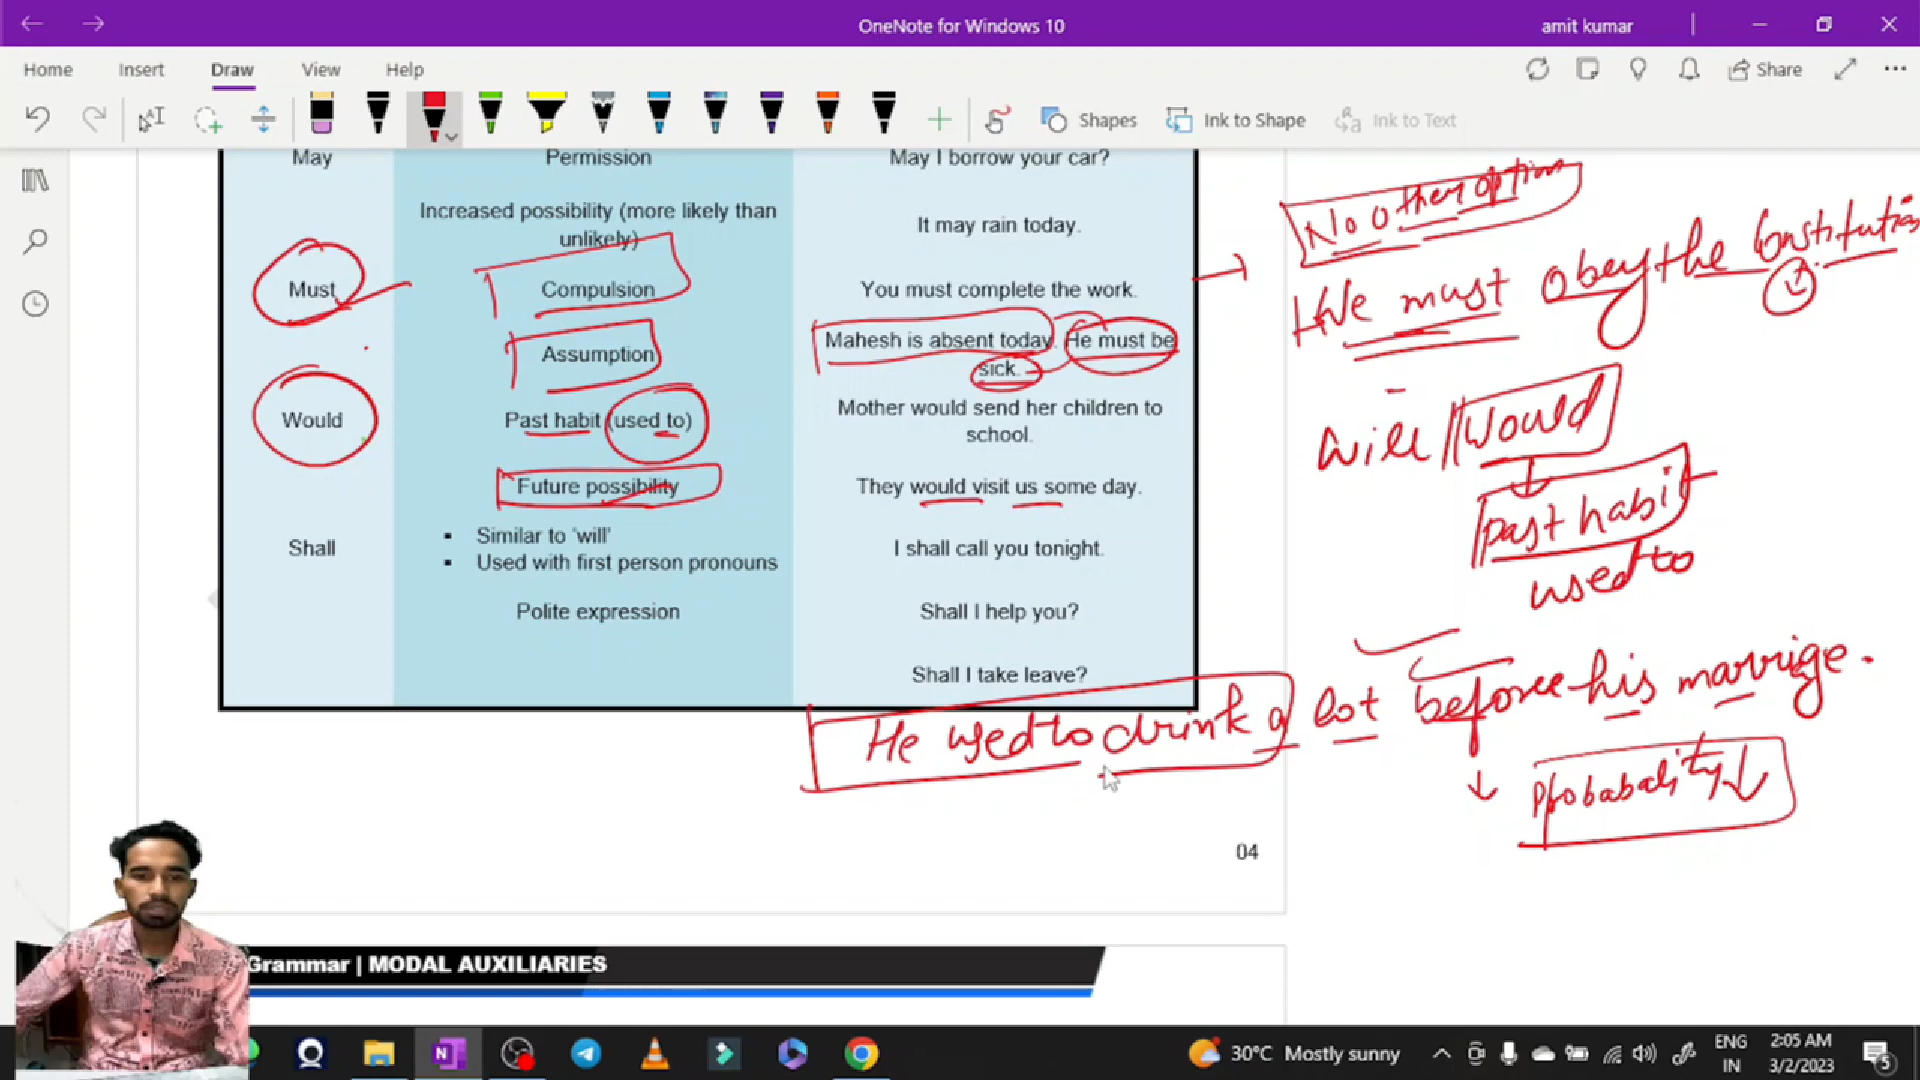 OneNote for Windows 10
amit kumar
Home Insert Draw View Help
Share
Shapes
Ink to Shape
Ink to Text
May Permission May I borrow your car?
Increased possibility (more likely than
unlikely)
It may rain today.
Must Compulsion You must complete the work.
Assumption
Mahesh is absent today. He must be
sick.
Would Past habit (used to)
Mother would send her children to
school.
Future possibility They would visit us some day.
Shall
▪ Similar to 'will'
▪ Used with first person pronouns
I shall call you tonight.
Polite expression Shall I help you?
Shall I take leave?
No other option
We must obey the Constitution
will / would
past habit
used to
He used to drink a lot before his marrige.
Probabality ↓
04
Grammar | MODAL AUXILIARIES
30°C Mostly sunny
ENG
IN
2:05 AM
3/2/2023
5